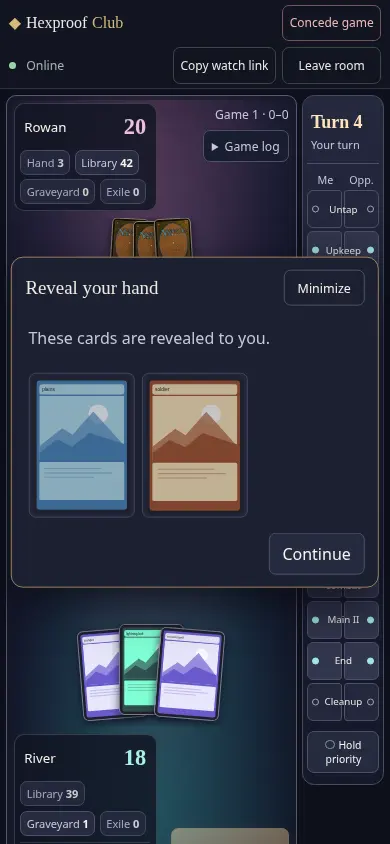 Hexproof Club
Concede game
Online
Copy watch link
Leave room
Rowan 20
Hand 3
Library 42
Graveyard 0
Exile 0
Game 1 · 0–0
Game log
Turn 4
Your turn
Me Opp.
Untap
Upkeep
Reveal your hand
Minimize
These cards are revealed to you.
Continue
Main II
End
Cleanup
Hold priority
River 18
Library 39
Graveyard 1
Exile 0